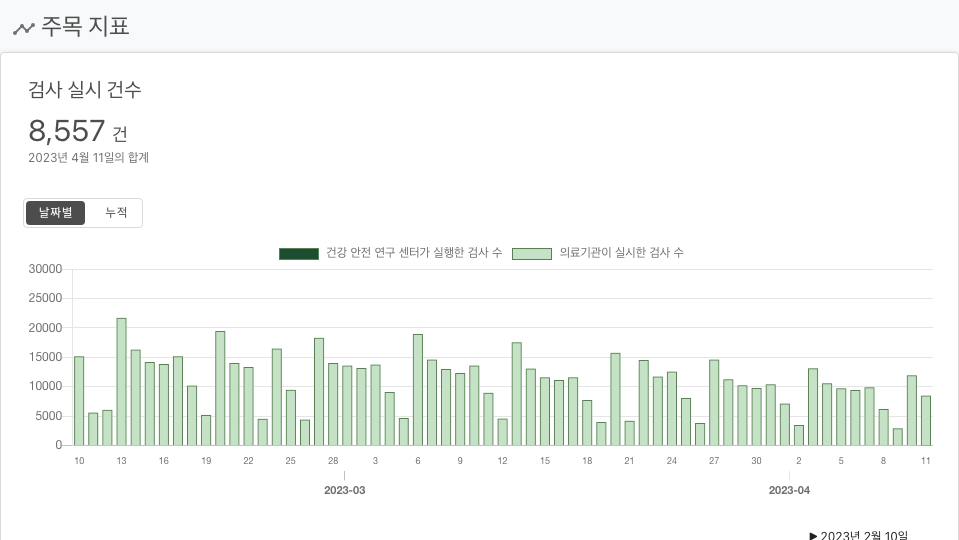 주목 지표
검사 실시 건수
8,557 건
2023년 4월 11일의 합계
날짜별 누적
건강 안전 연구 센터가 실행한 검사 수 의료기관이 실시한 검사 수
30000
25000
20000
15000
10000
5000
0
10 13 16 19 22 25 28 3 6 9 12 15 18 21 24 27 30 2 5 8 11
2023-03 2023-04
▶ 2023년 2월 10일